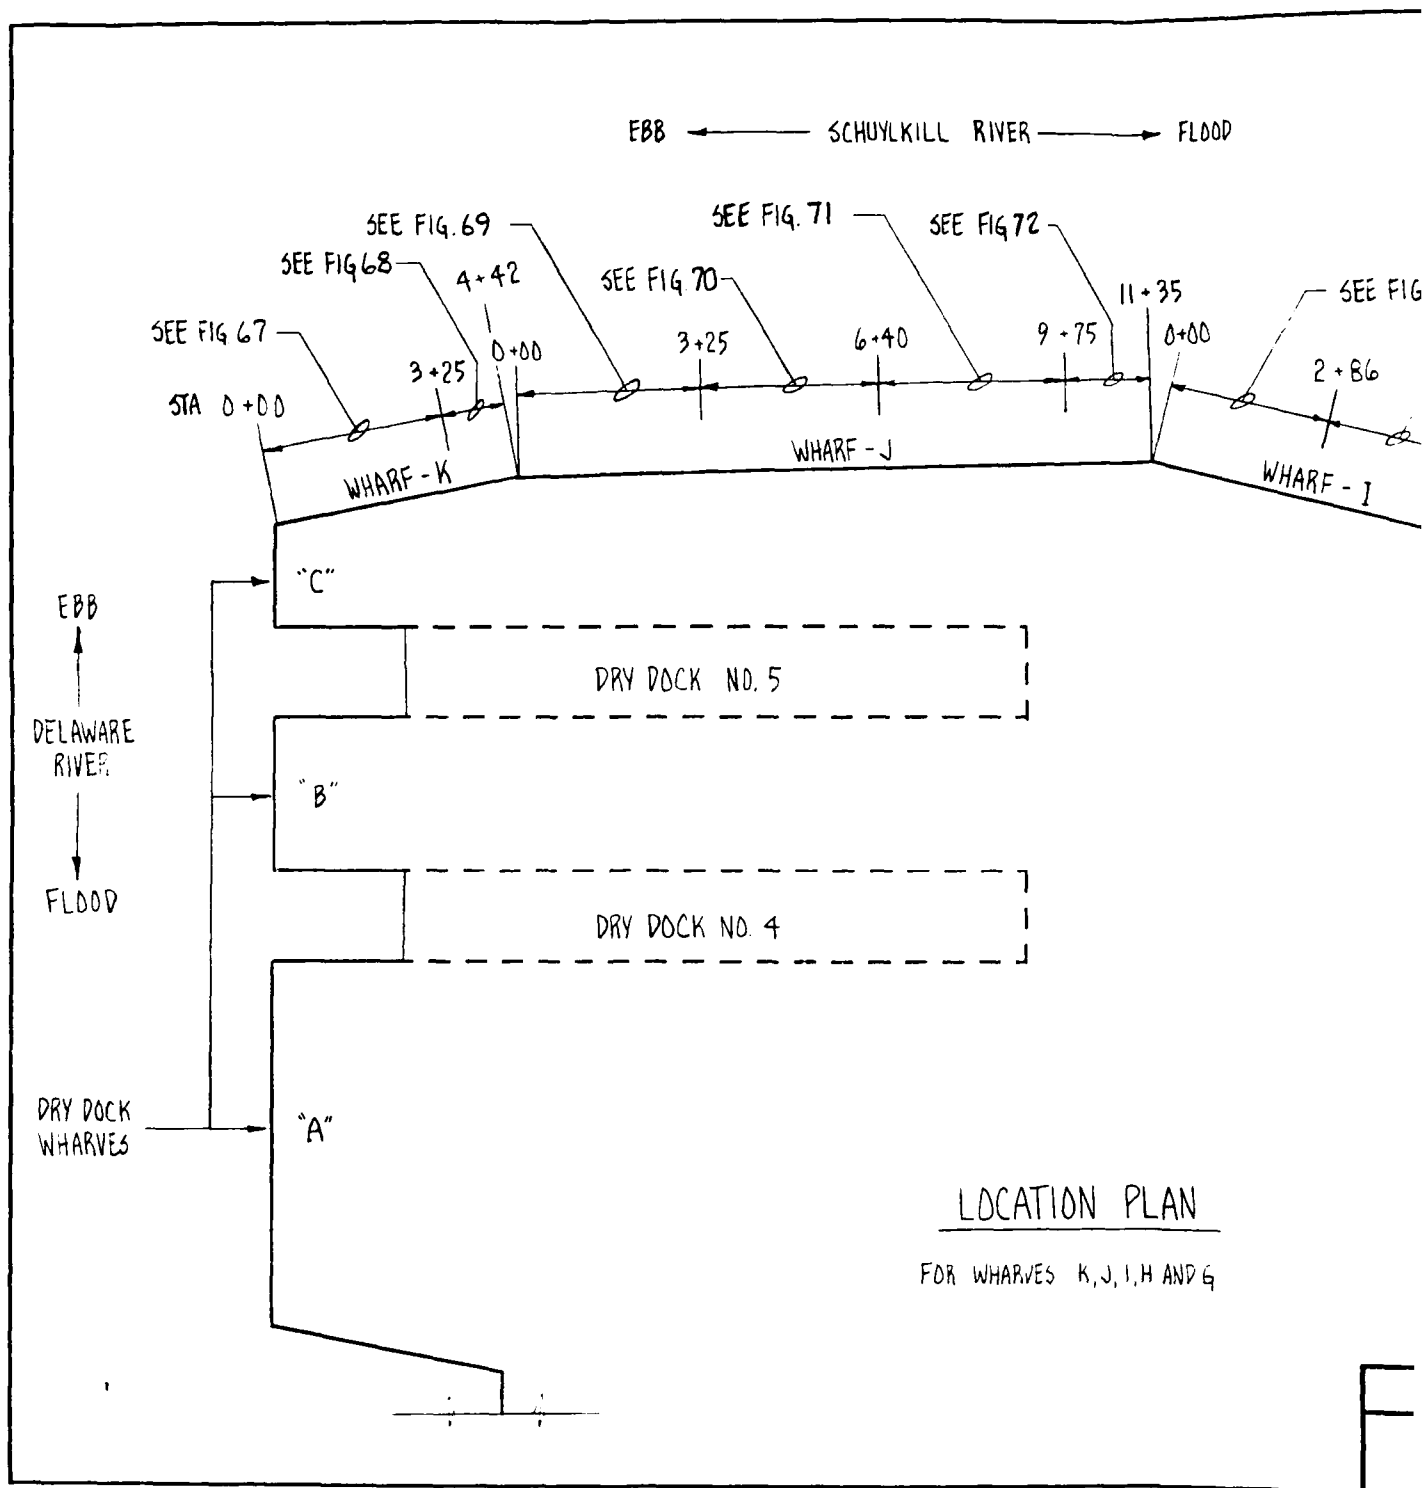 EBB SCHUYLKILL RIVER FLOOD
SEE FIG. 69
SEE FIG. 71
SEE FIG 72
SEE FIG 68
4+42
SEE FIG. 70
11+35
SEE FIG
SEE FIG 67
0+00
3+25
6+40
9+75
0+00
3+25
2+86
STA 0+00
WHARF-K
WHARF-J
WHARF-I
"C"
EBB
DRY DOCK NO. 5
DELAWARE
RIVER
"B"
FLOOD
DRY DOCK NO. 4
DRY DOCK
WHARVES
"A"
LOCATION PLAN
FOR WHARVES K, J, I, H AND G